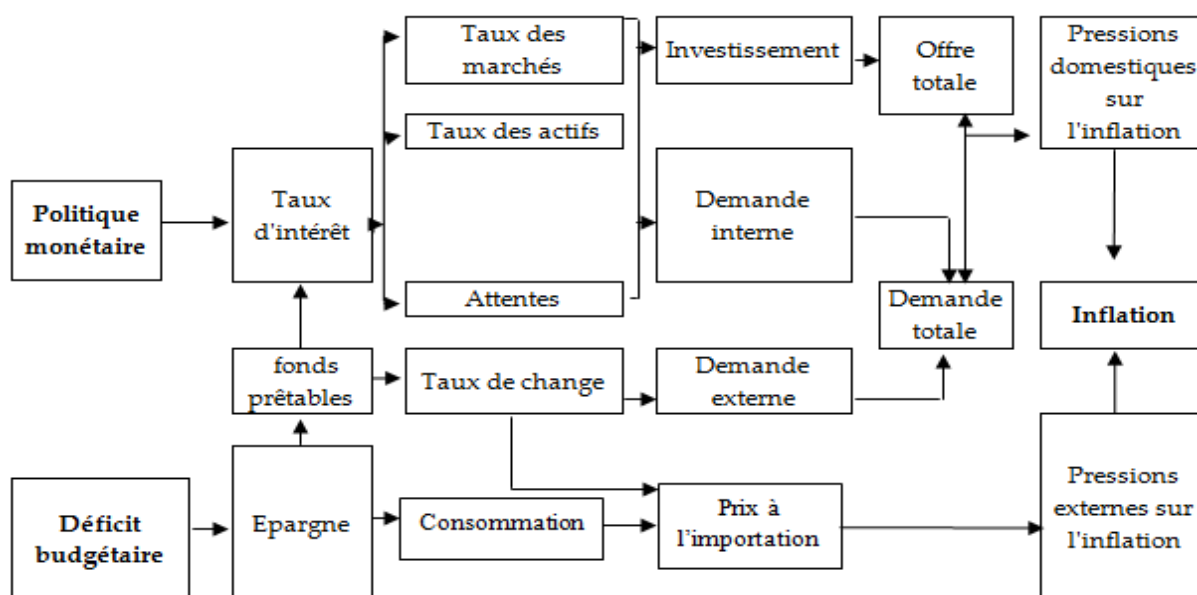 Taux des
marchés
Investissement
Offre
totale
Pressions
domestiques
sur
l'inflation
Taux des actifs
Politique
monétaire
Taux
d'intérêt
Demande
interne
Attentes
Demande
totale
Inflation
fonds
prêtables
Taux de change
Demande
externe
Déficit
budgétaire
Epargne
Consommation
Prix à
l'importation
Pressions
externes sur
l'inflation